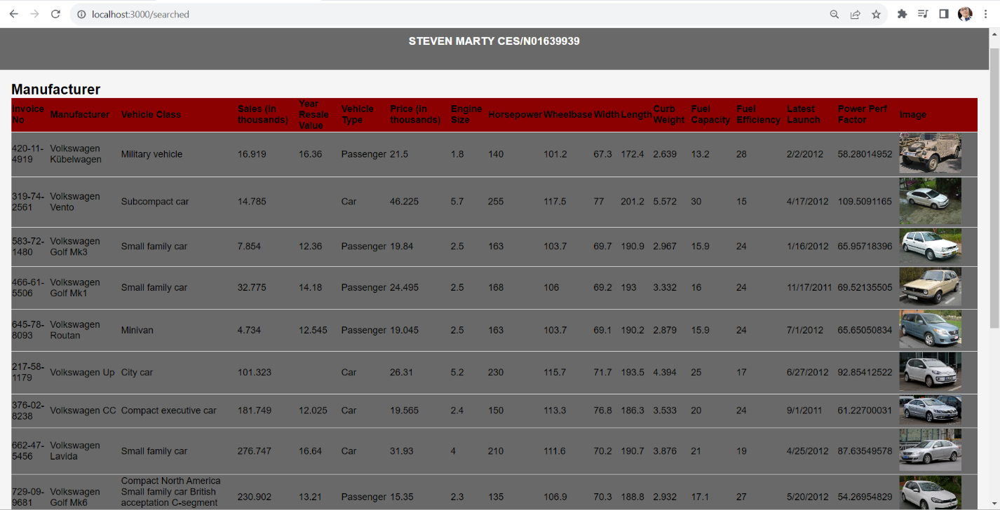 localhost:3000/searched
STEVEN MARTY CES/N01639939
Manufacturer
Invoice No Manufacturer Vehicle Class Sales (in thousands) Year Resale Value Vehicle Type Price (in thousands) Engine Size Horsepower Wheelbase Width Length Curb Weight Fuel Capacity Fuel Efficiency Latest Launch Power Perf Factor Image
420-11-4919 Volkswagen Kübelwagen Military vehicle 16.919 16.36 Passenger 21.5 1.8 140 101.2 67.3 172.4 2.639 13.2 28 2/2/2012 58.28014952
319-74-2561 Volkswagen Vento Subcompact car 14.785 Car 46.225 5.7 255 117.5 77 201.2 5.572 30 15 4/17/2012 109.5091165
583-72-1480 Volkswagen Golf Mk3 Small family car 7.854 12.36 Passenger 19.84 2.5 163 103.7 69.7 190.9 2.967 15.9 24 1/16/2012 65.95718396
466-61-5506 Volkswagen Golf Mk1 Small family car 32.775 14.18 Passenger 24.495 2.5 168 106 69.2 193 3.332 16 24 11/17/2011 69.52135505
645-78-8093 Volkswagen Routan Minivan 4.734 12.545 Passenger 19.045 2.5 163 103.7 69.1 190.2 2.879 15.9 24 7/1/2012 65.65050834
217-58-1179 Volkswagen Up City car 101.323 Car 26.31 5.2 230 115.7 71.7 193.5 4.394 25 17 6/27/2012 92.85412522
376-02-8238 Volkswagen CC Compact executive car 181.749 12.025 Car 19.565 2.4 150 113.3 76.8 186.3 3.533 20 24 9/1/2011 61.22700031
662-47-5456 Volkswagen Lavida Small family car 276.747 16.64 Car 31.93 4 210 111.6 70.2 190.7 3.876 21 19 4/25/2012 87.63549578
729-09-9681 Volkswagen Golf Mk6 Compact North America Small family car British acceptation C-segment 230.902 13.21 Passenger 15.35 2.3 135 106.9 70.3 188.8 2.932 17.1 27 5/20/2012 54.26954829